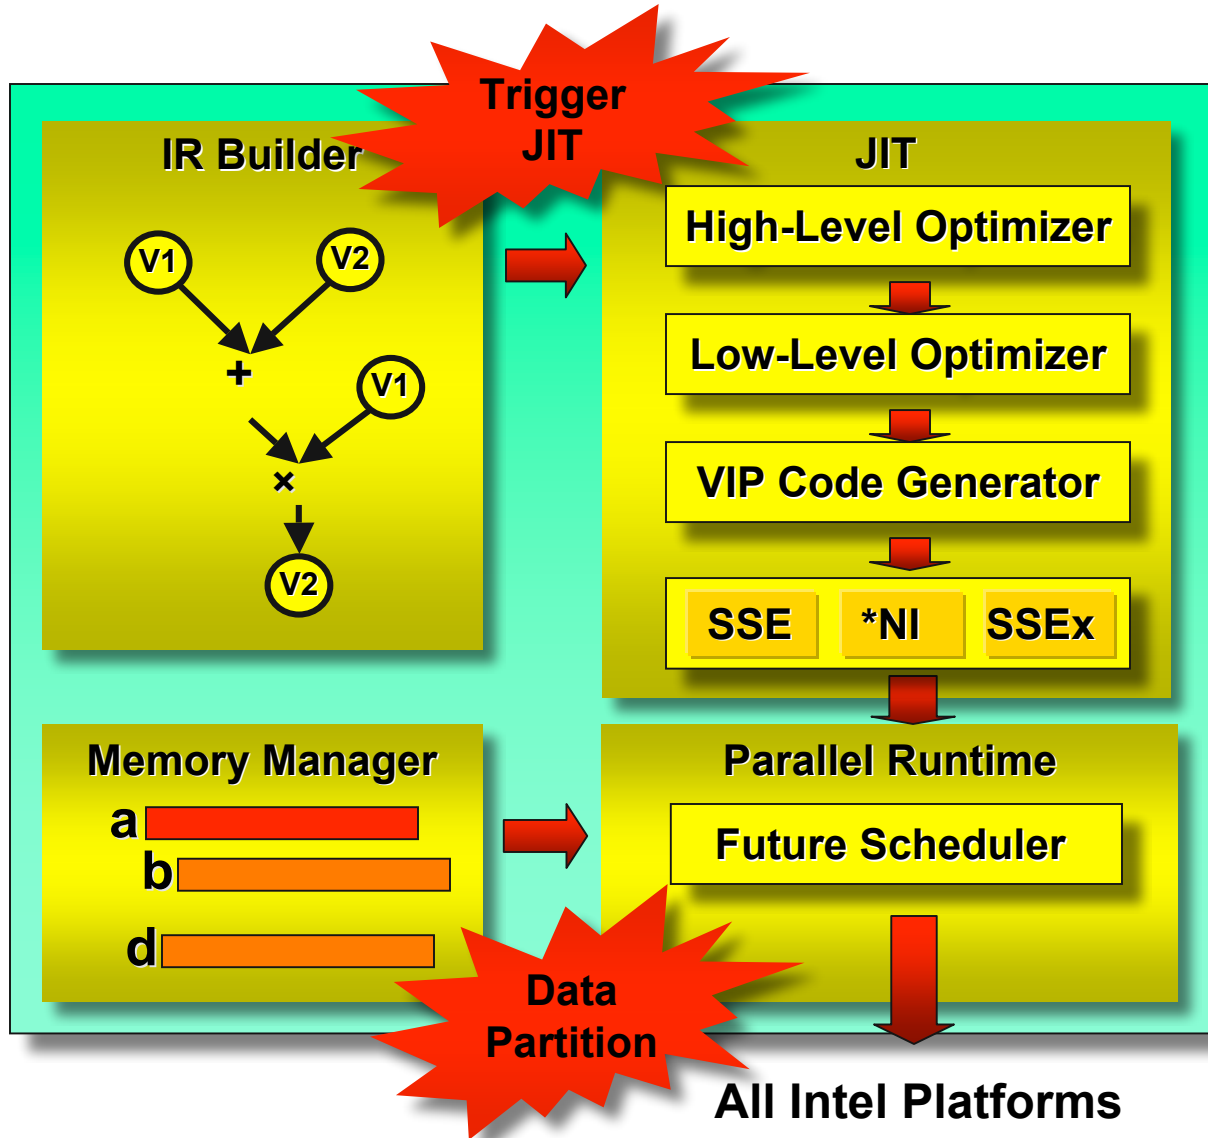 Trigger
JIT
IR Builder
V1
V2
+
V1
×
V2
JIT
High-Level Optimizer
Low-Level Optimizer
VIP Code Generator
SSE *NI SSEx
Memory Manager
a
b
d
Parallel Runtime
Future Scheduler
Data
Partition
All Intel Platforms